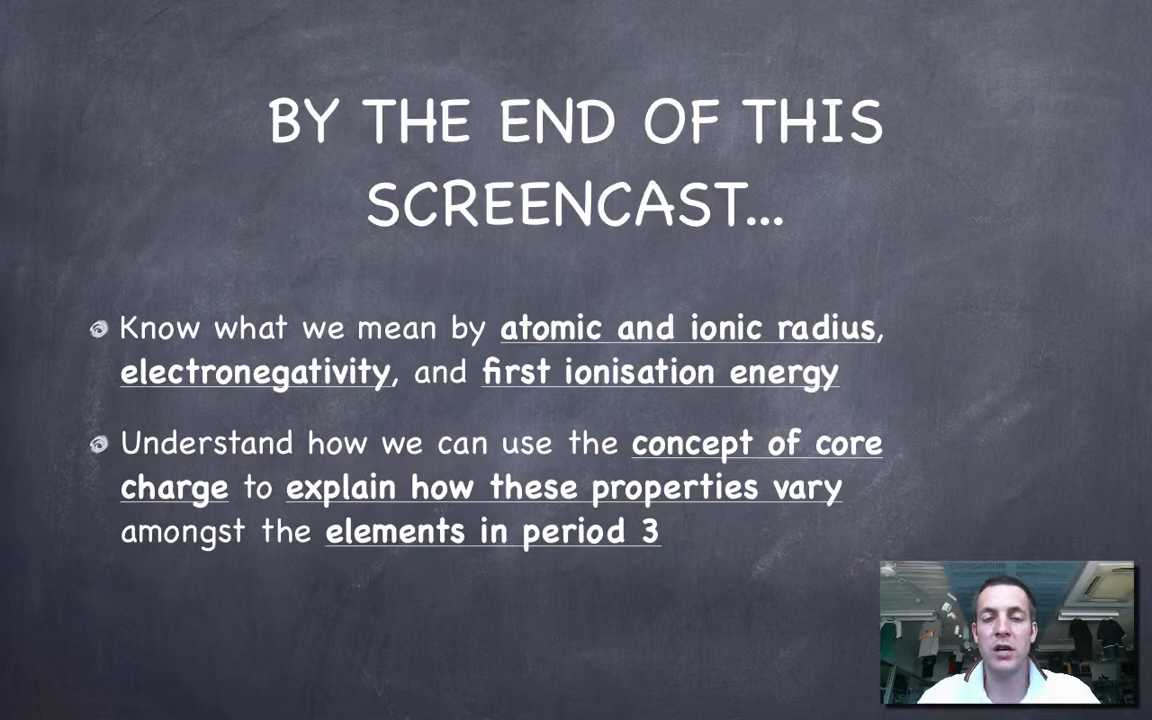 BY THE END OF THIS
SCREENCAST...
Know what we mean by atomic and ionic radius,
electronegativity, and first ionisation energy
Understand how we can use the concept of core
charge to explain how these properties vary
amongst the elements in period 3